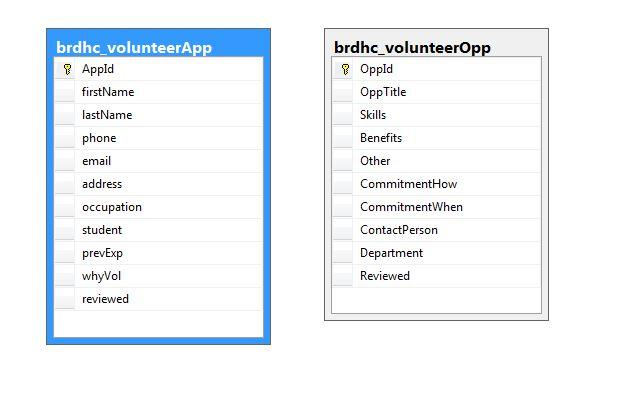 brdhc_volunteerApp
AppId
firstName
lastName
phone
email
address
occupation
student
prevExp
whyVol
reviewed
brdhc_volunteerOpp
OppId
OppTitle
Skills
Benefits
Other
CommitmentHow
CommitmentWhen
ContactPerson
Department
Reviewed